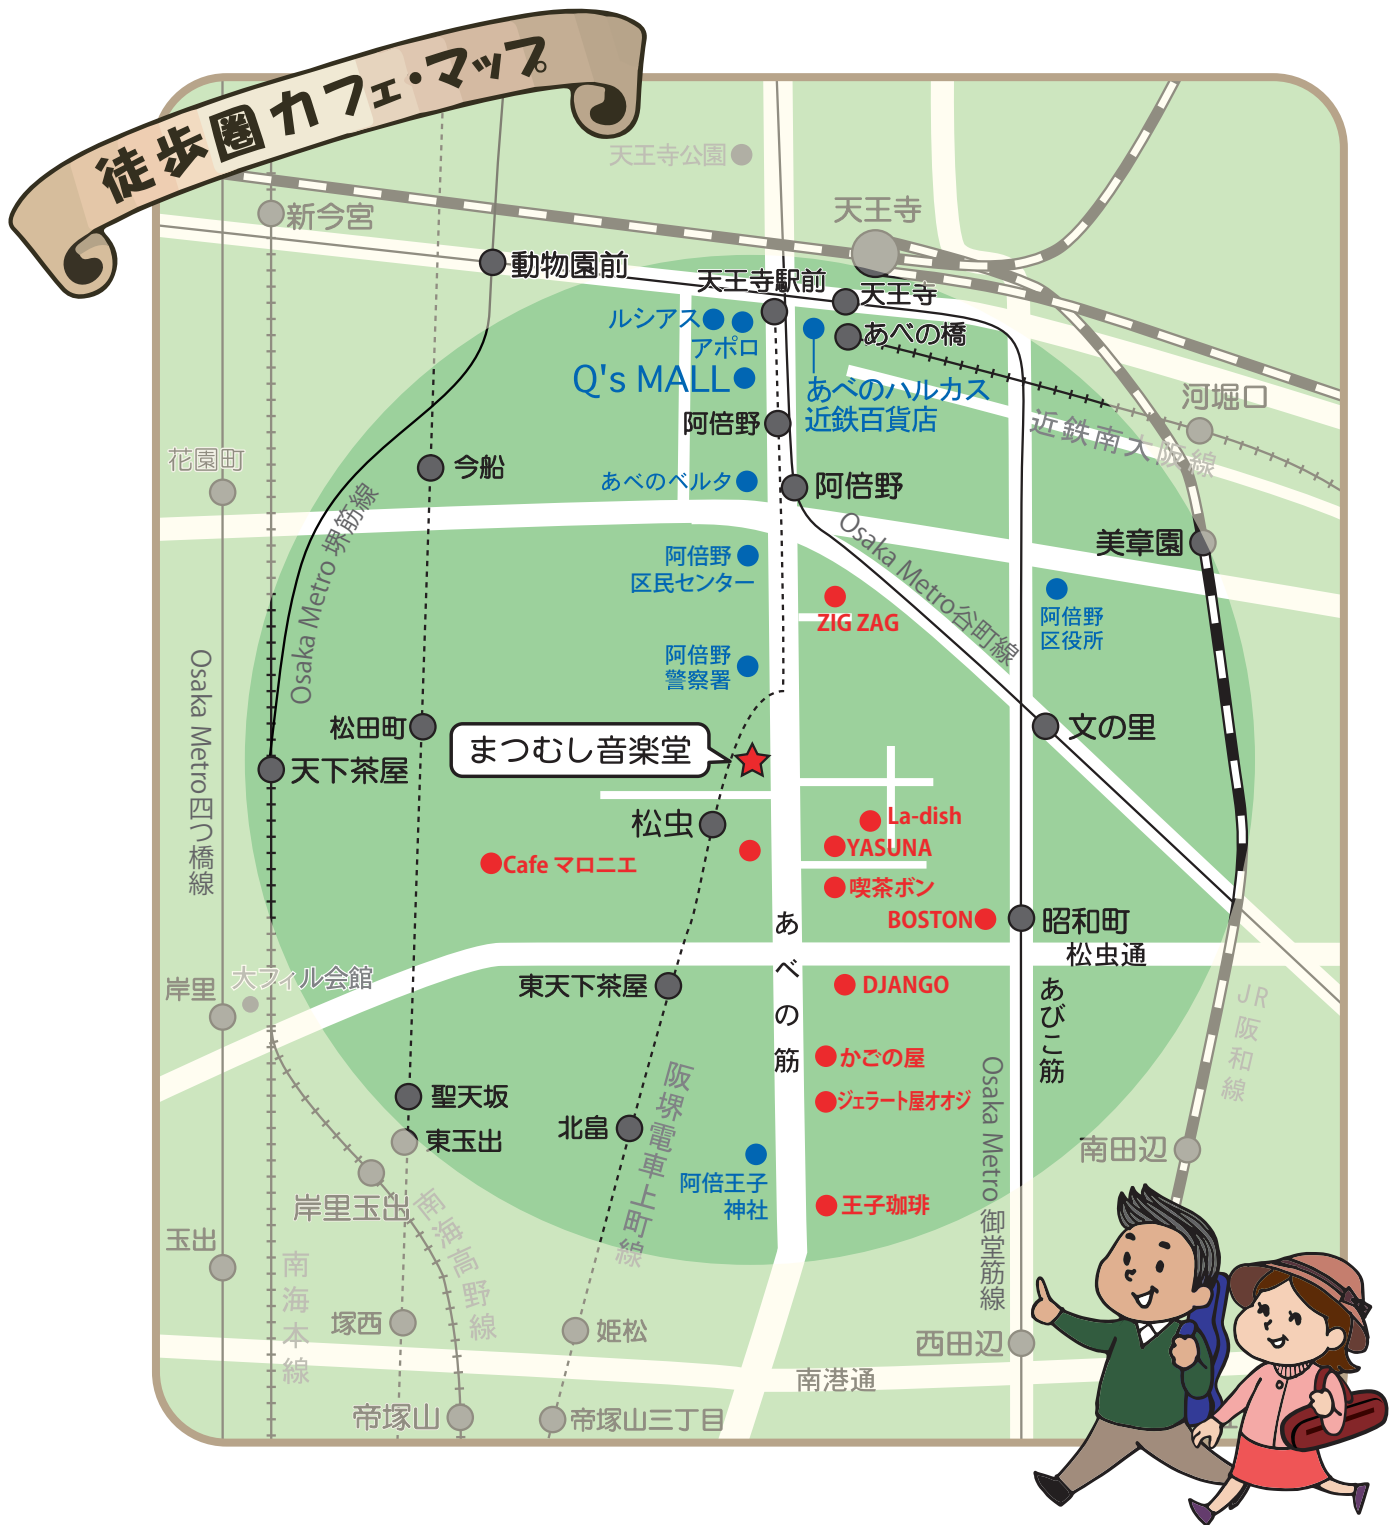 徒歩圏カフェ・マップ
天王寺公園
新今宮
天王寺
動物園前
天王寺駅前
天王寺
ルシアス
アポロ
あべの橋
Q's MALL
あべのハルカス
近鉄百貨店
河堀口
阿倍野
近鉄南大阪線
花園町
今船
あべのベルタ
阿倍野
Osaka Metro 堺筋線
Osaka Metro谷町線
美章園
阿倍野
区民センター
ZIG ZAG
阿倍野
区役所
阿倍野
警察署
Osaka Metro四つ橋線
松田町
まつむし音楽堂
文の里
天下茶屋
松虫
La-dish
YASUNA
Cafe マロニエ
喫茶ボン
BOSTON
昭和町
あべの筋
松虫通
大フィル会館
岸里
東天下茶屋
DJANGO
あびこ筋
JR阪和線
かごの屋
阪堺電車上町線
聖天坂
ジェラート屋オオジ
Osaka Metro 御堂筋線
東玉出
北畠
南田辺
阿倍王子
神社
岸里玉出
王子珈琲
玉出
南海高野線
南海本線
塚西
姫松
西田辺
南港通
帝塚山
帝塚山三丁目